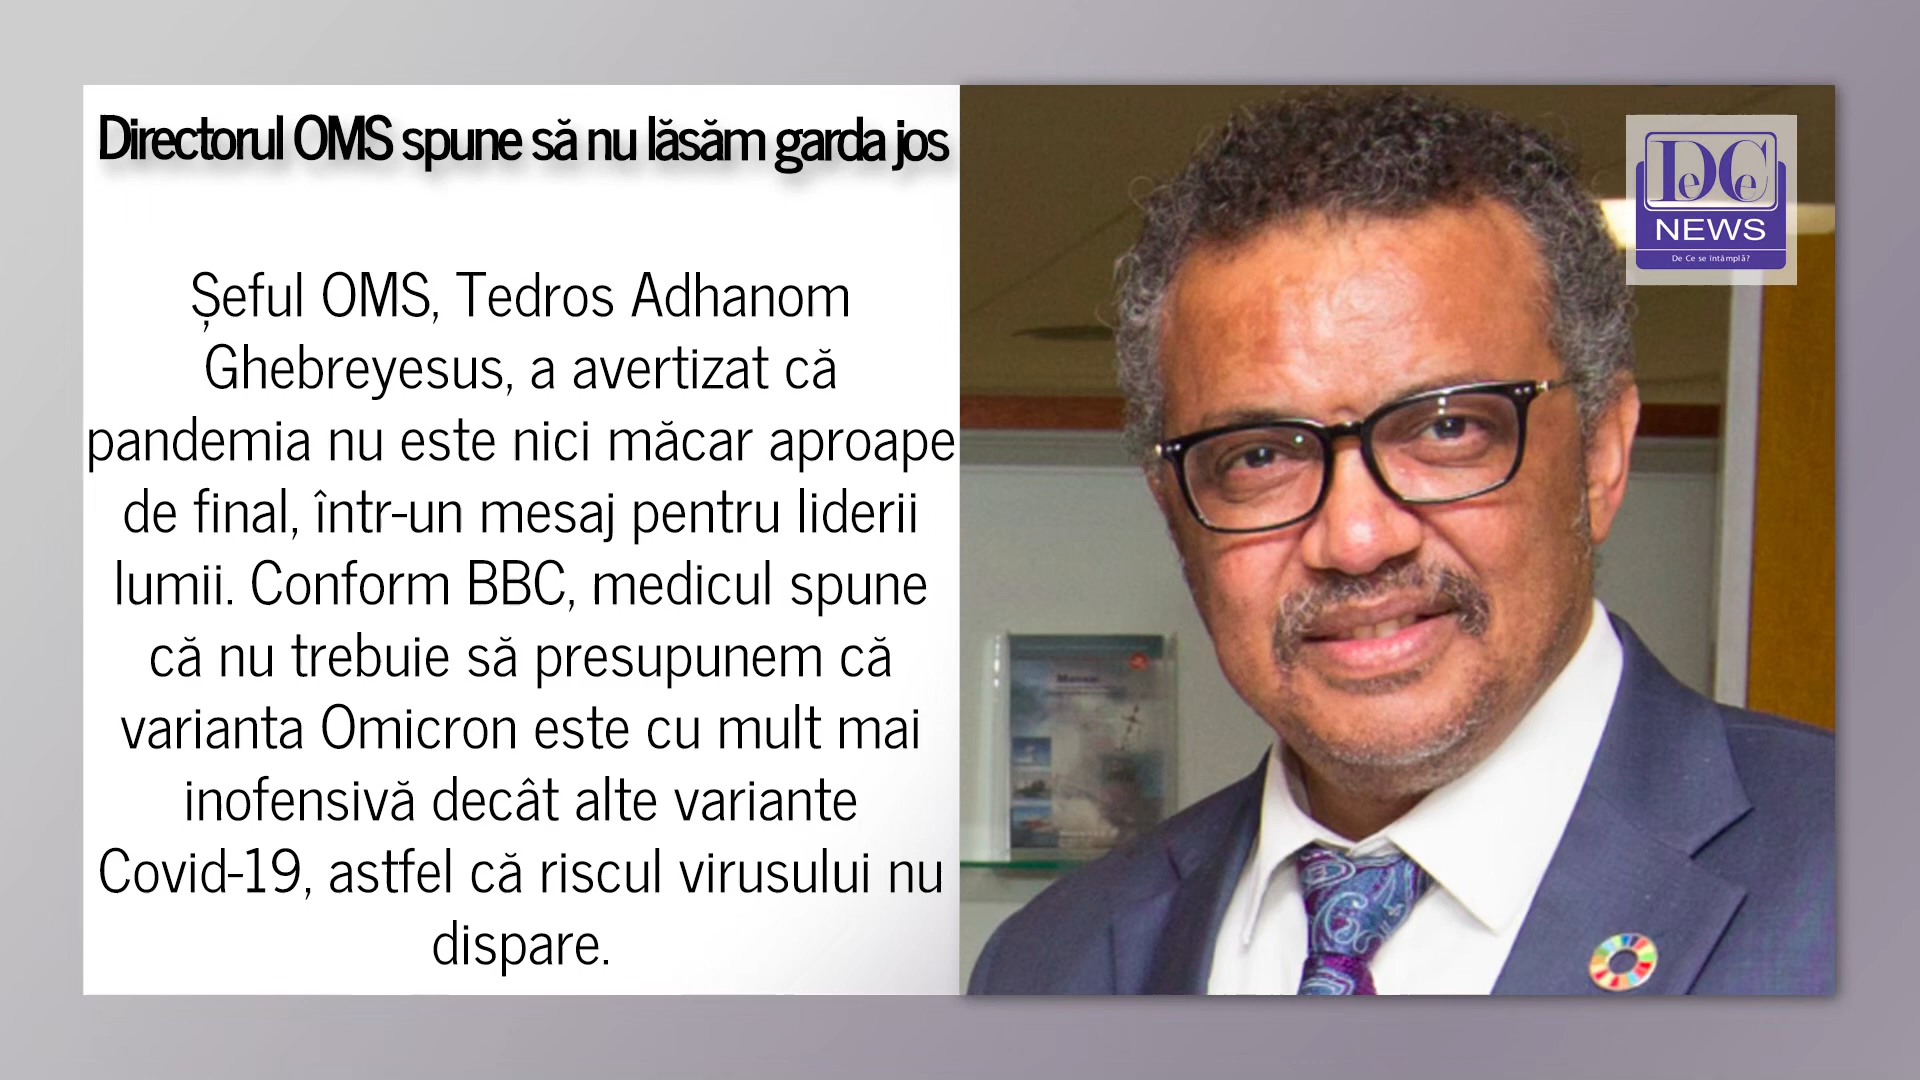 Directorul OMS spune să nu lăsăm garda jos
Șeful OMS, Tedros Adhanom
Ghebreyesus, a avertizat că
pandemia nu este nici măcar aproape
de final, într-un mesaj pentru liderii
lumii. Conform BBC, medicul spune
că nu trebuie să presupunem că
varianta Omicron este cu mult mai
inofensivă decât alte variante
Covid-19, astfel că riscul virusului nu
dispare.
DeCe
NEWS
De Ce se întâmplă?